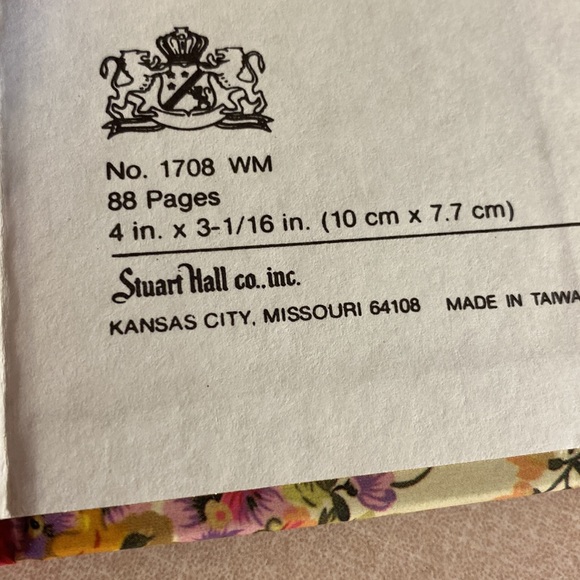 No. 1708 WM
88 Pages
4 in. x 3-1/16 in. (10 cm x 7.7 cm)
Stuart Hall co., inc.
KANSAS CITY, MISSOURI 64108 MADE IN TAIWA